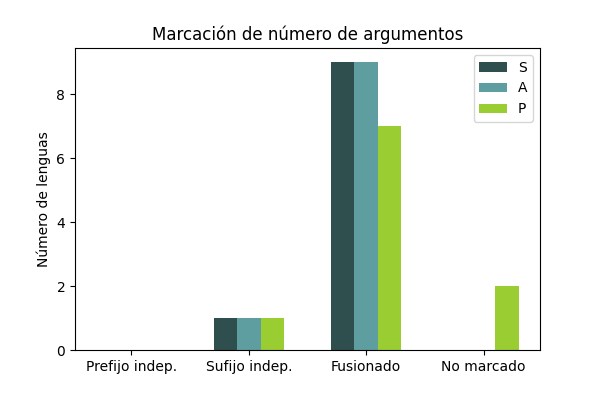 Marcación de número de argumentos
S
A
P
Número de lenguas
8
6
4
2
0
Prefijo indep. Sufijo indep. Fusionado No marcado